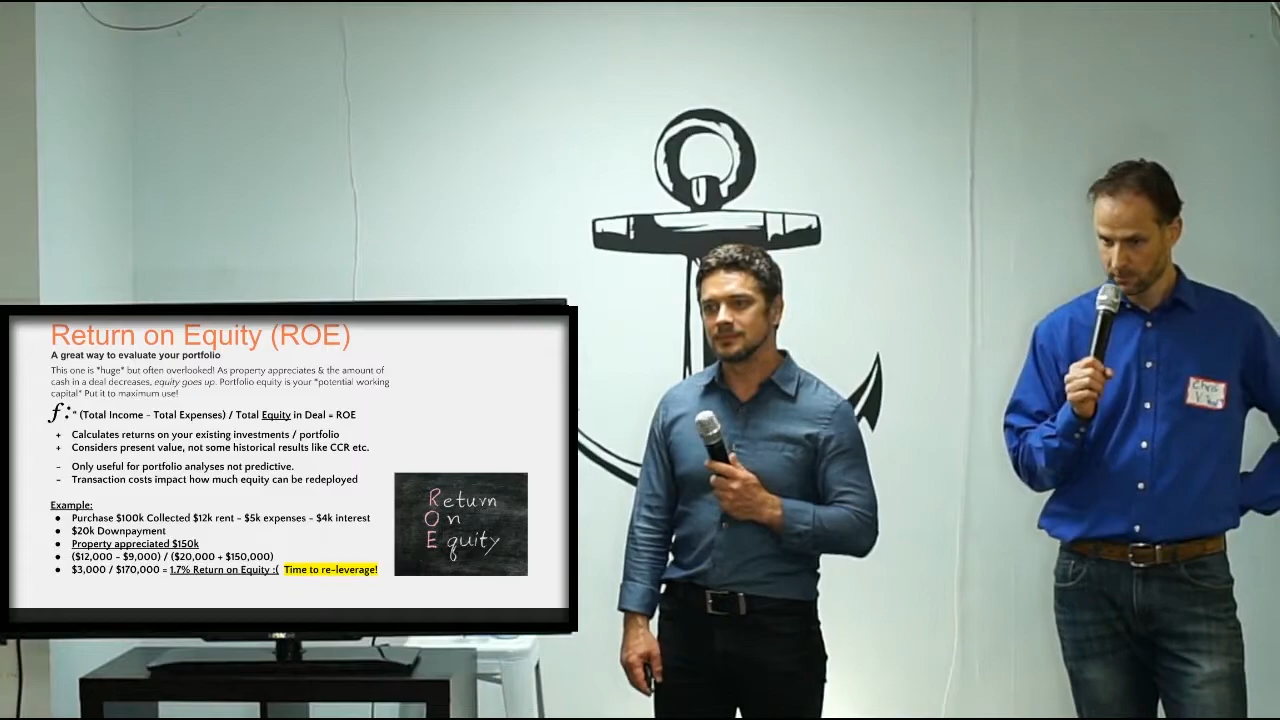 Return on Equity (ROE)
A great way to evaluate your portfolio
This one is *huge* but often overlooked! As property appreciates & the amount of
cash in a deal decreases, equity goes up. Portfolio equity is your *potential working
capital* Put it to maximum use!
f: * (Total Income - Total Expenses) / Total Equity in Deal = ROE
+ Calculates returns on your existing investments / portfolio
+ Considers present value, not some historical results like CCR etc.
- Only useful for portfolio analyses not predictive.
- Transaction costs impact how much equity can be redeployed
Example:
● Purchase $100k Collected $12k rent - $5k expenses - $4k interest
● $20k Downpayment
● Property appreciated $150k
● ($12,000 - $9,000) / ($20,000 + $150,000)
● $3,000 / $170,000 = 1.7% Return on Equity :( Time to re-leverage!
Return
On
Equity
Chris